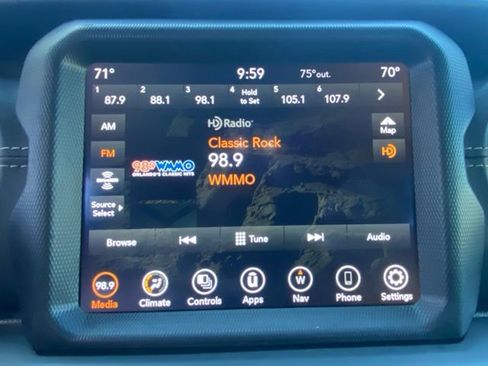 71° 9:59 75°out. 70°
1 2 3 4 5 6
87.9 88.1 98.1 Hold to Set 105.1 107.9
AM HD Radio Map
FM 98.9 WMMO Classic Rock HD
ORLANDO'S CLASSIC HITS 98.9
SiriusXM WMMO
Source Select
Browse Tune Audio
98.9 W
Media Climate Controls Apps Nav Phone Settings